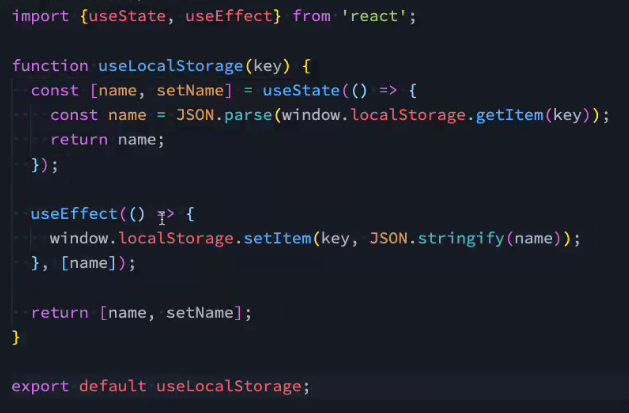 import {useState, useEffect} from 'react';
function useLocalStorage(key) {
const [name, setName] = useState(() => {
const name = JSON.parse(window.localStorage.getItem(key));
return name;
});
useEffect(() => {
window.localStorage.setItem(key, JSON.stringify(name));
}, [name]);
return [name, setName];
}
export default useLocalStorage;